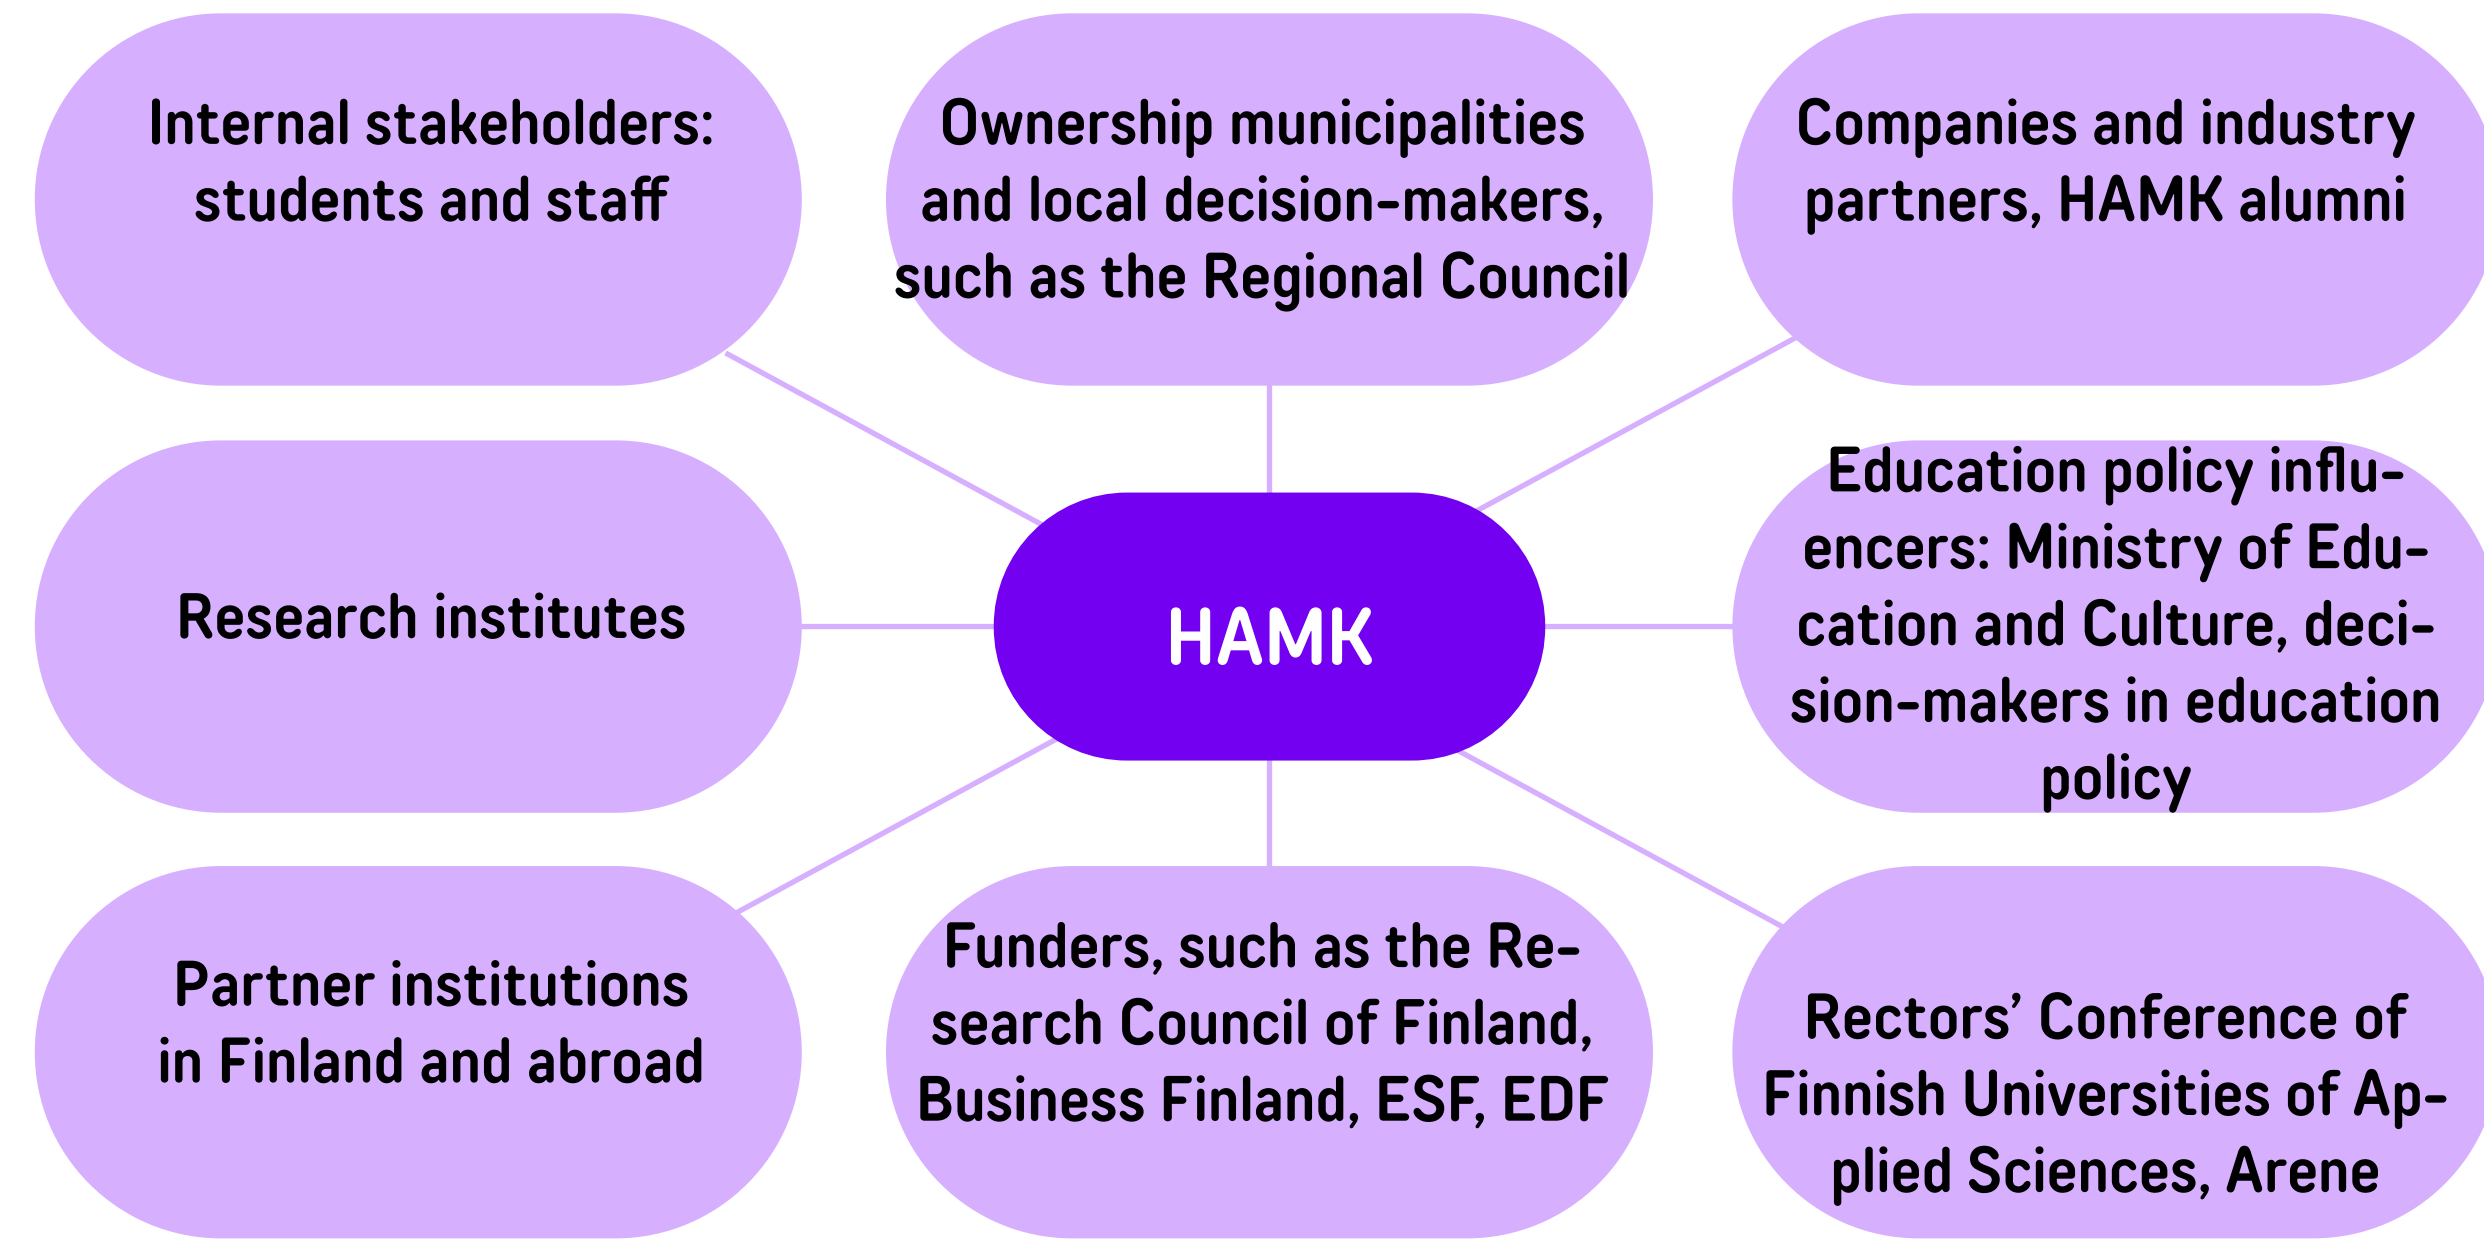 Internal stakeholders:
students and staff
Ownership municipalities
and local decision-makers,
such as the Regional Council
Companies and industry
partners, HAMK alumni
Research institutes
HAMK
Education policy influ-
encers: Ministry of Edu-
cation and Culture, deci-
sion-makers in education
policy
Partner institutions
in Finland and abroad
Funders, such as the Re-
search Council of Finland,
Business Finland, ESF, EDF
Rectors’ Conference of
Finnish Universities of Ap-
plied Sciences, Arene